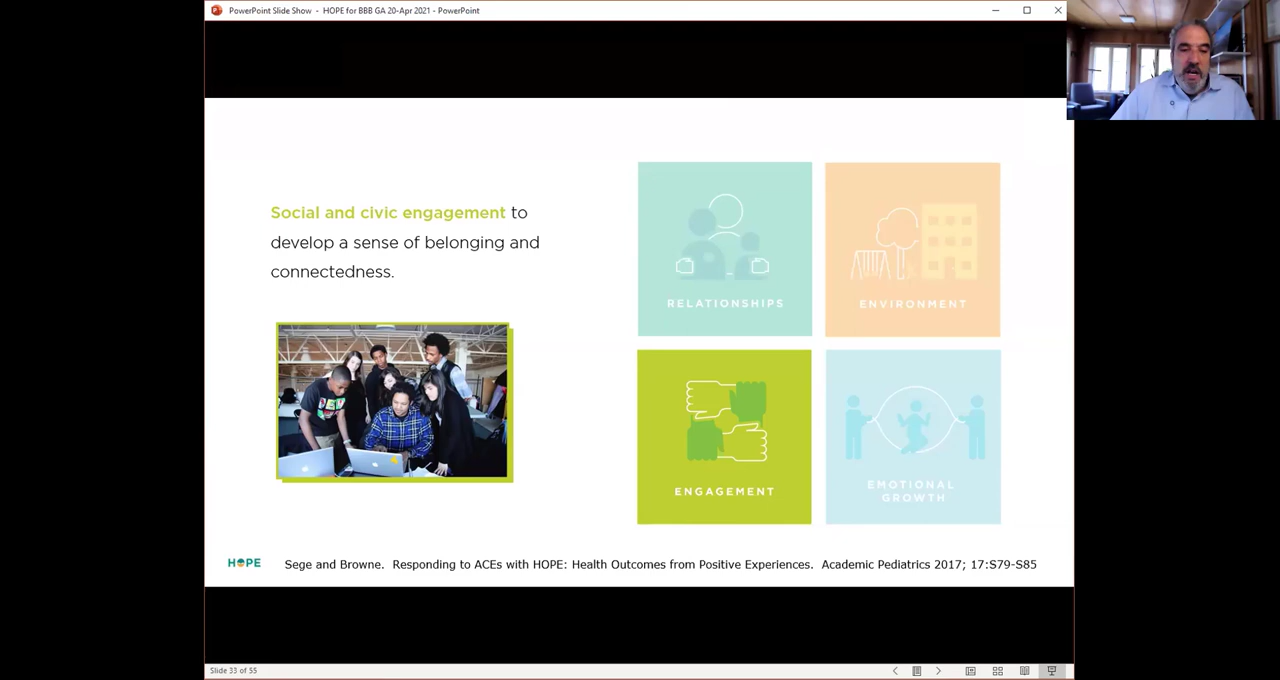 PowerPoint Slide Show - HOPE for BBB GA 20-Apr 2021 - PowerPoint
Social and civic engagement to
develop a sense of belonging and
connectedness.
RELATIONSHIPS
ENVIRONMENT
ENGAGEMENT
EMOTIONAL
GROWTH
HOPE
Sege and Browne. Responding to ACEs with HOPE: Health Outcomes from Positive Experiences. Academic Pediatrics 2017; 17:S79-S85
Slide 33 of 55